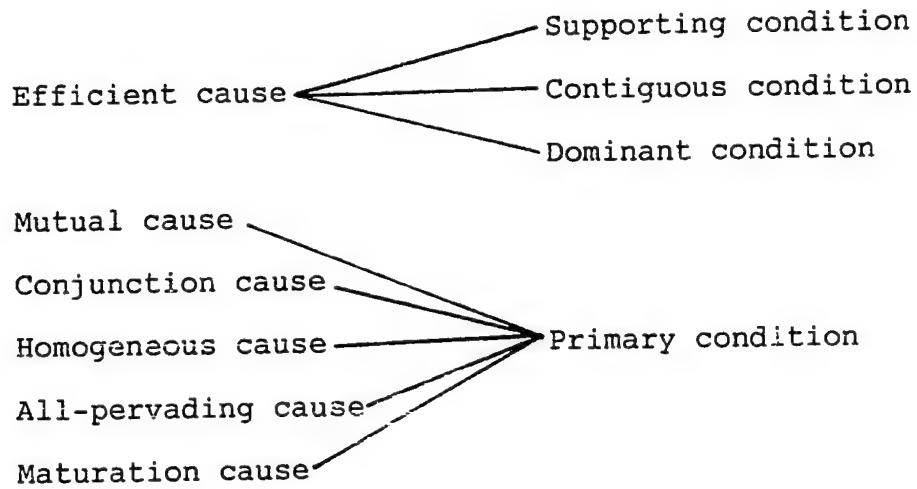 Supporting condition
Efficient cause
Contiguous condition
Dominant condition
Mutual cause
Conjunction cause
Homogeneous cause
Primary condition
All-pervading cause
Maturation cause